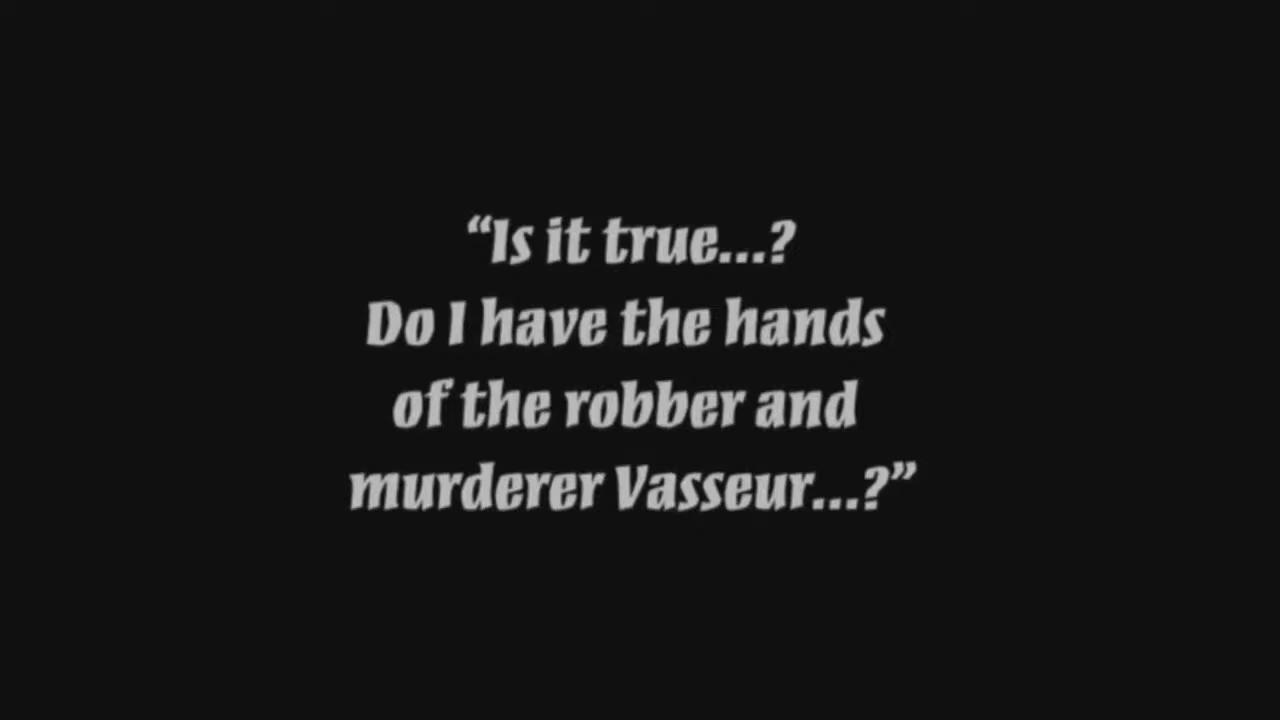 “Is it true...?
Do I have the hands
of the robber and
murderer Vasseur...?”